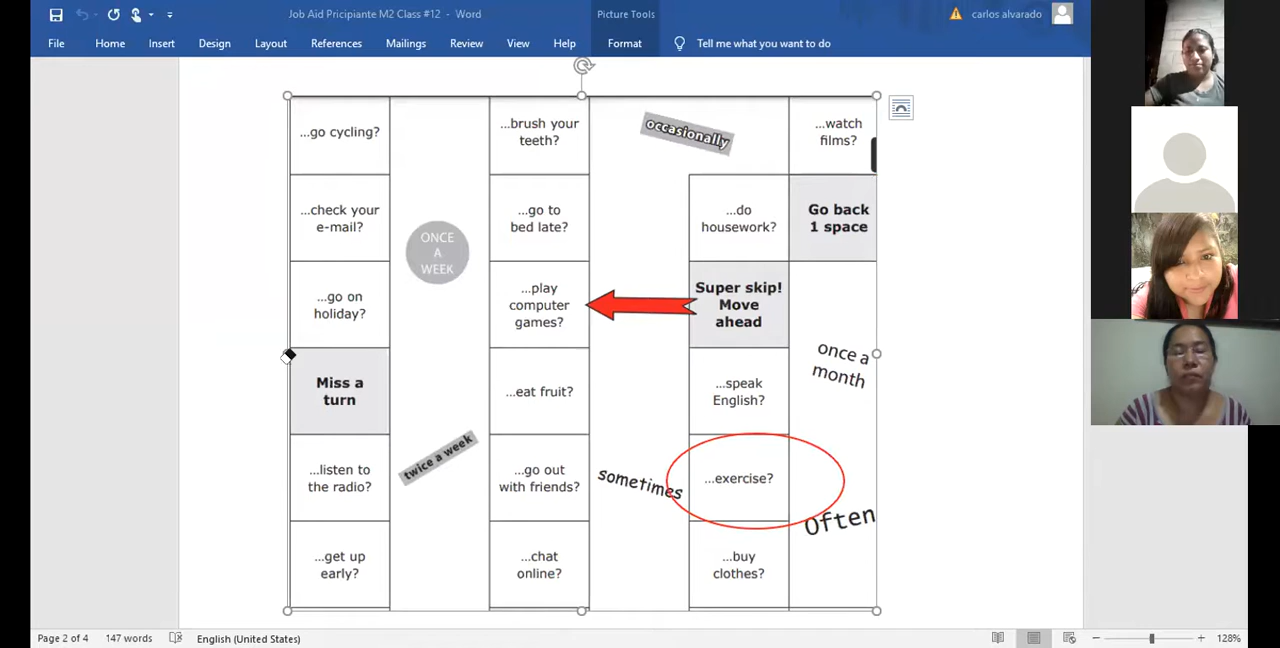 Job Aid Pricipiante M2 Class #12 - Word
Picture Tools
carlos alvarado
File
Home
Insert
Design
Layout
References
Mailings
Review
View
Help
Format
Tell me what you want to do
...go cycling?
...brush your
teeth?
occasionally
...watch
films?
...check your
e-mail?
ONCE
A
WEEK
...go to
bed late?
...do
housework?
Go back
1 space
...go on
holiday?
...play
computer
games?
Super skip!
Move
ahead
once a
month
Miss a
turn
...eat fruit?
...speak
English?
...listen to
the radio?
twice a week
...go out
with friends?
sometimes
...exercise?
Often
...get up
early?
...chat
online?
...buy
clothes?
Page 2 of 4
147 words
English (United States)
128%